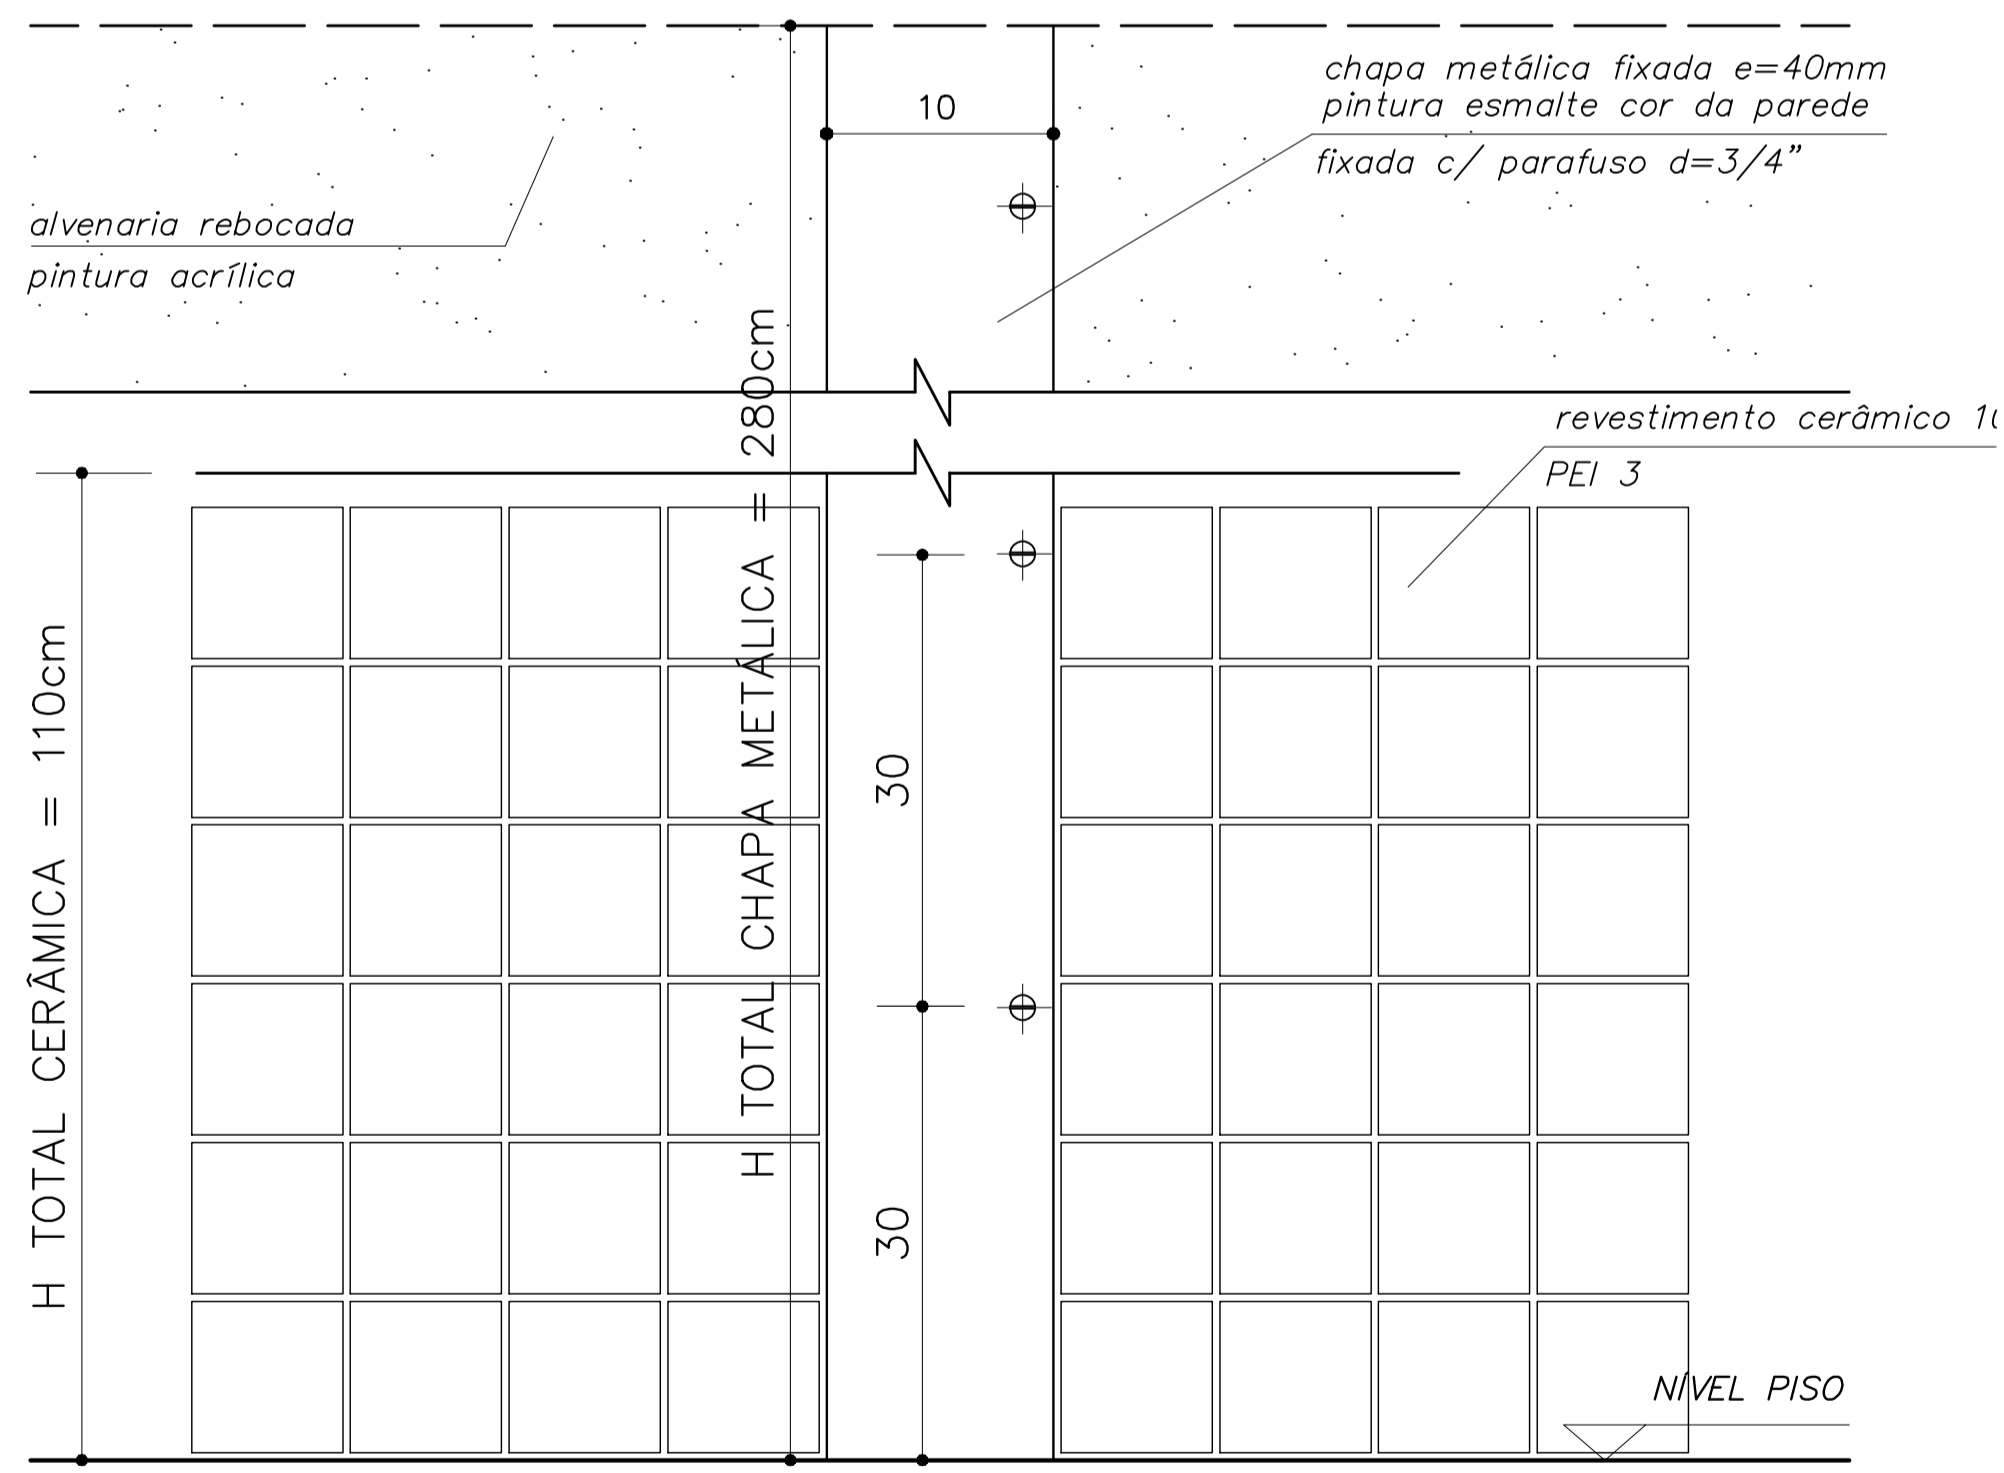 10
chapa metálica fixada e=40mm
pintura esmalte cor da parede
fixada c/ parafuso d=3/4"
alvenaria rebocada
pintura acrílica
revestimento cerâmico
PEI 3
H TOTAL CERÂMICA = 110cm
H TOTAL CHAPA METÁLICA = 280cm
30
30
NÍVEL PISO